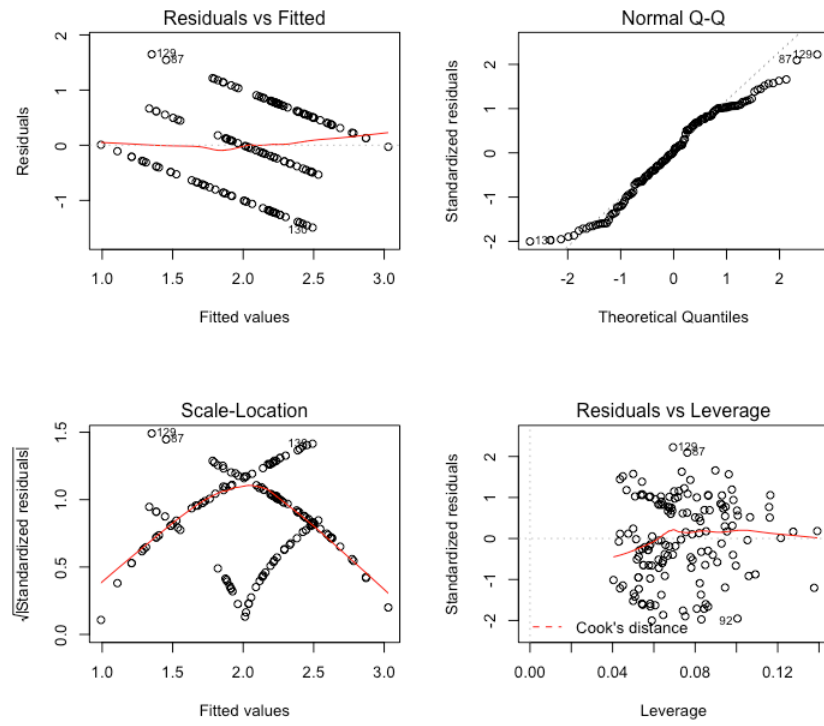 Residuals vs Fitted
2
1
0
-1
Residuals
129
87
130
1.0 1.5 2.0 2.5 3.0
Fitted values
Normal Q-Q
2
1
0
-1
-2
Standardized residuals
87 129
130
-2 -1 0 1 2
Theoretical Quantiles
Scale-Location
1.5
1.0
0.5
0.0
√|Standardized residuals|
129
87
130
1.0 1.5 2.0 2.5 3.0
Fitted values
Residuals vs Leverage
2
1
0
-1
-2
Standardized residuals
129
87
92
Cook's distance
0.00 0.04 0.08 0.12
Leverage